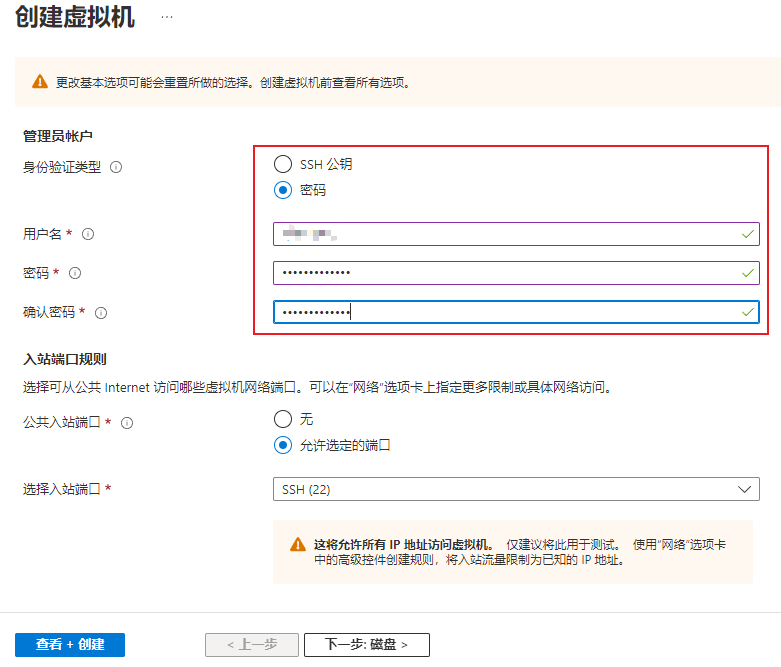 创建虚拟机 ...
更改基本选项可能会重置所做的选择。创建虚拟机前查看所有选项。
管理员帐户
身份验证类型
SSH 公钥
密码
用户名 *
密码 *
•••••••••••••
确认密码 *
•••••••••••••
入站端口规则
选择可从公共 Internet 访问哪些虚拟机网络端口。可以在“网络”选项卡上指定更多限制或具体网络访问。
公共入站端口 *
无
允许选定的端口
选择入站端口 *
SSH (22)
这将允许所有 IP 地址访问虚拟机。 仅建议将此用于测试。 使用“网络”选项卡
中的高级控件创建规则，将入站流量限制为已知的 IP 地址。
查看 + 创建
< 上一步
下一步: 磁盘 >